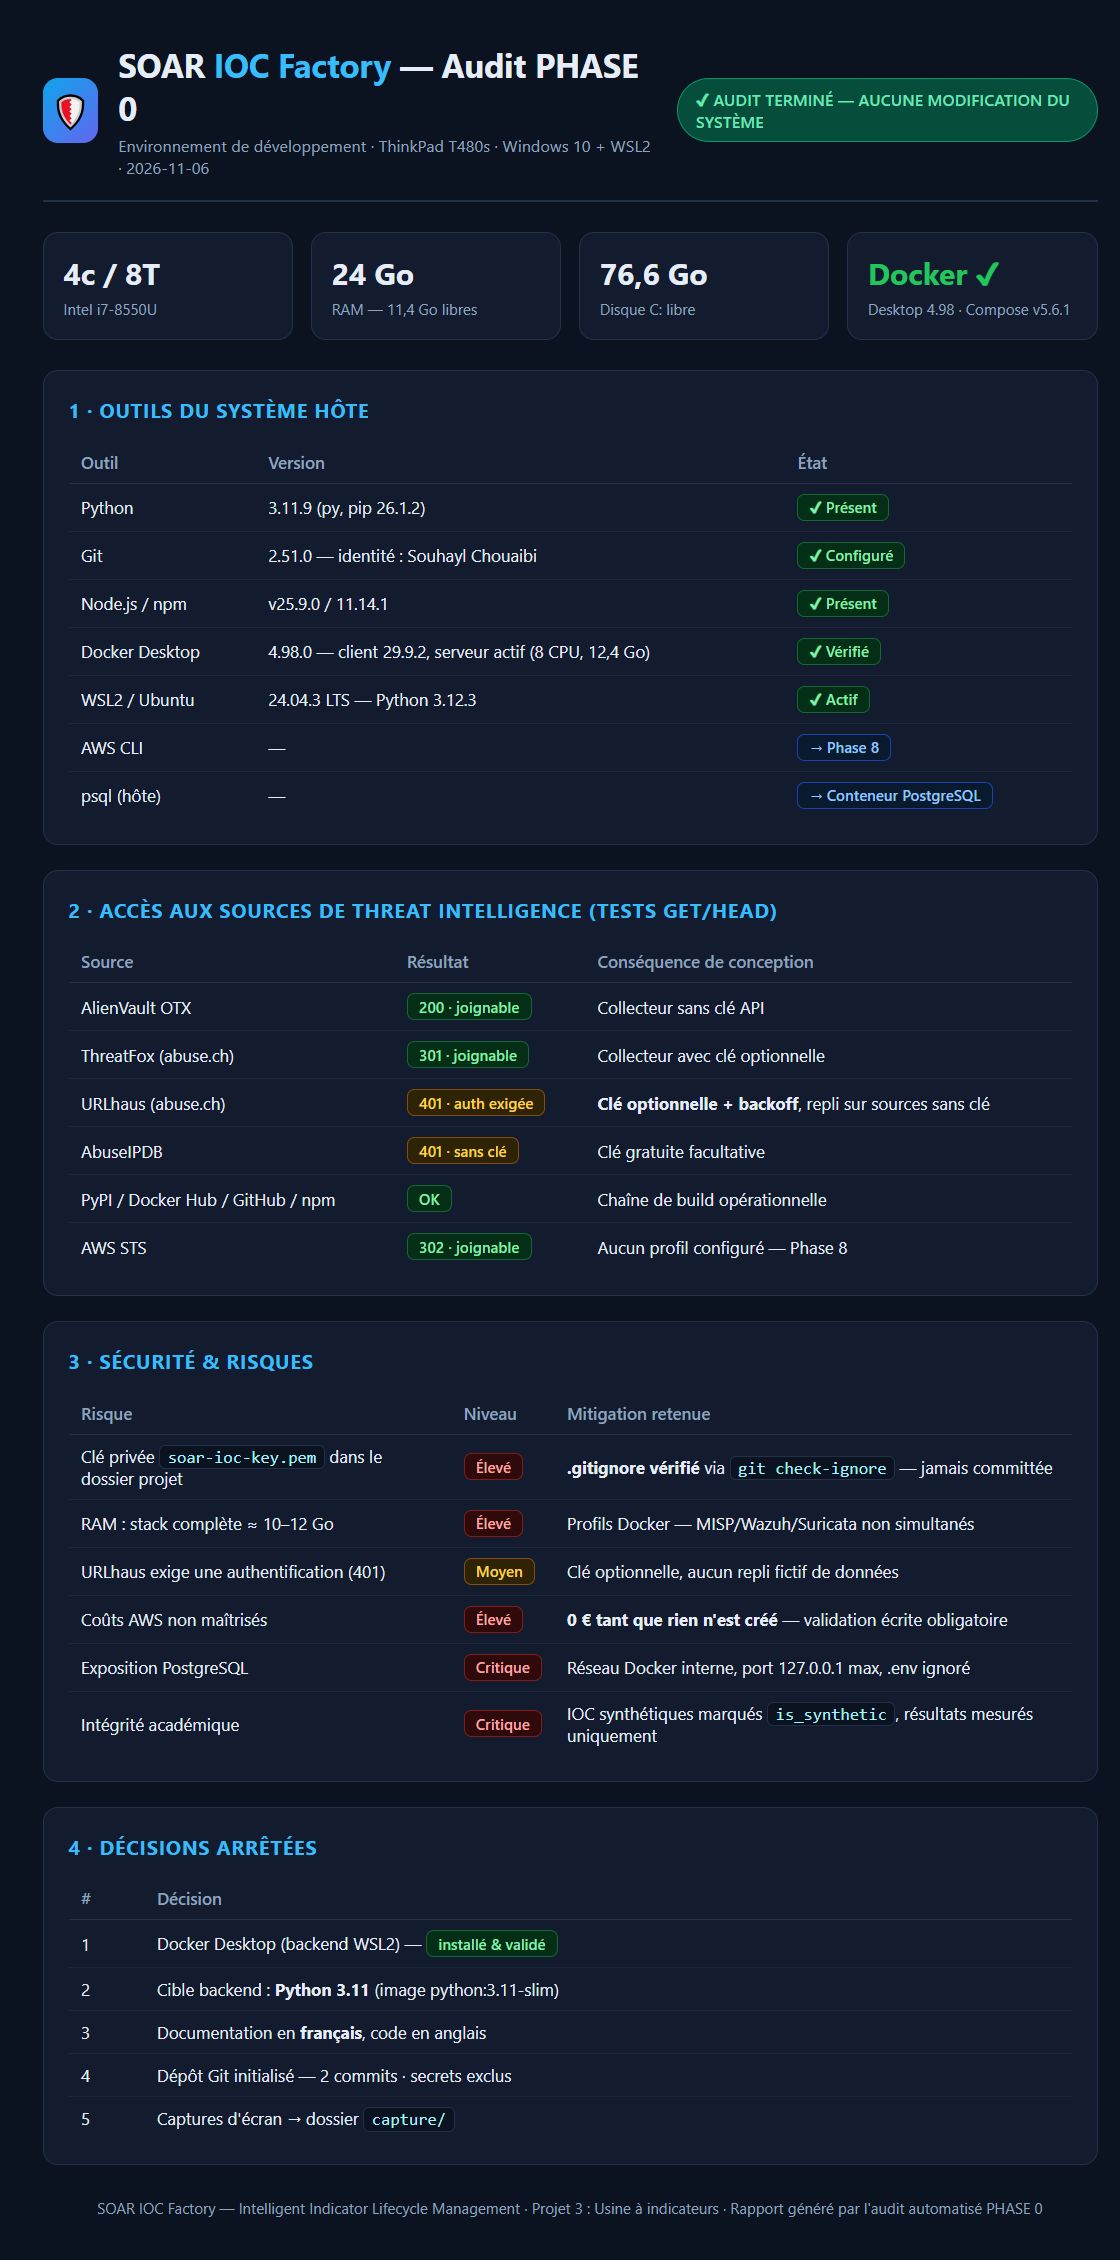 SOAR IOC Factory — Audit PHASE
0
Environnement de développement · ThinkPad T480s · Windows 10 + WSL2
· 2026-11-06
✓ AUDIT TERMINÉ — AUCUNE MODIFICATION DU
SYSTÈME
4c / 8T
Intel i7-8550U
24 Go
RAM — 11,4 Go libres
76,6 Go
Disque C: libre
Docker ✓
Desktop 4.98 · Compose v5.6.1
1 · OUTILS DU SYSTÈME HÔTE
Outil Version État
Python 3.11.9 (py, pip 26.1.2) ✓ Présent
Git 2.51.0 — identité : Souhayl Chouaibi ✓ Configuré
Node.js / npm v25.9.0 / 11.14.1 ✓ Présent
Docker Desktop 4.98.0 — client 29.9.2, serveur actif (8 CPU, 12,4 Go) ✓ Vérifié
WSL2 / Ubuntu 24.04.3 LTS — Python 3.12.3 ✓ Actif
AWS CLI — → Phase 8
psql (hôte) — → Conteneur PostgreSQL
2 · ACCÈS AUX SOURCES DE THREAT INTELLIGENCE (TESTS GET/HEAD)
Source Résultat Conséquence de conception
AlienVault OTX 200 · joignable Collecteur sans clé API
ThreatFox (abuse.ch) 301 · joignable Collecteur avec clé optionnelle
URLhaus (abuse.ch) 401 · auth exigée Clé optionnelle + backoff, repli sur sources sans clé
AbuseIPDB 401 · sans clé Clé gratuite facultative
PyPI / Docker Hub / GitHub / npm OK Chaîne de build opérationnelle
AWS STS 302 · joignable Aucun profil configuré — Phase 8
3 · SÉCURITÉ & RISQUES
Risque Niveau Mitigation retenue
Clé privée soar-ioc-key.pem dans le
dossier projet Élevé .gitignore vérifié via git check-ignore — jamais committée
RAM : stack complète ≈ 10–12 Go Élevé Profils Docker — MISP/Wazuh/Suricata non simultanés
URLhaus exige une authentification (401) Moyen Clé optionnelle, aucun repli fictif de données
Coûts AWS non maîtrisés Élevé 0 € tant que rien n'est créé — validation écrite obligatoire
Exposition PostgreSQL Critique Réseau Docker interne, port 127.0.0.1 max, .env ignoré
Intégrité académique Critique IOC synthétiques marqués is_synthetic, résultats mesurés
uniquement
4 · DÉCISIONS ARRÊTÉES
# Décision
1 Docker Desktop (backend WSL2) — installé & validé
2 Cible backend : Python 3.11 (image python:3.11-slim)
3 Documentation en français, code en anglais
4 Dépôt Git initialisé — 2 commits · secrets exclus
5 Captures d'écran → dossier capture/
SOAR IOC Factory — Intelligent Indicator Lifecycle Management · Projet 3 : Usine à indicateurs · Rapport généré par l'audit automatisé PHASE 0